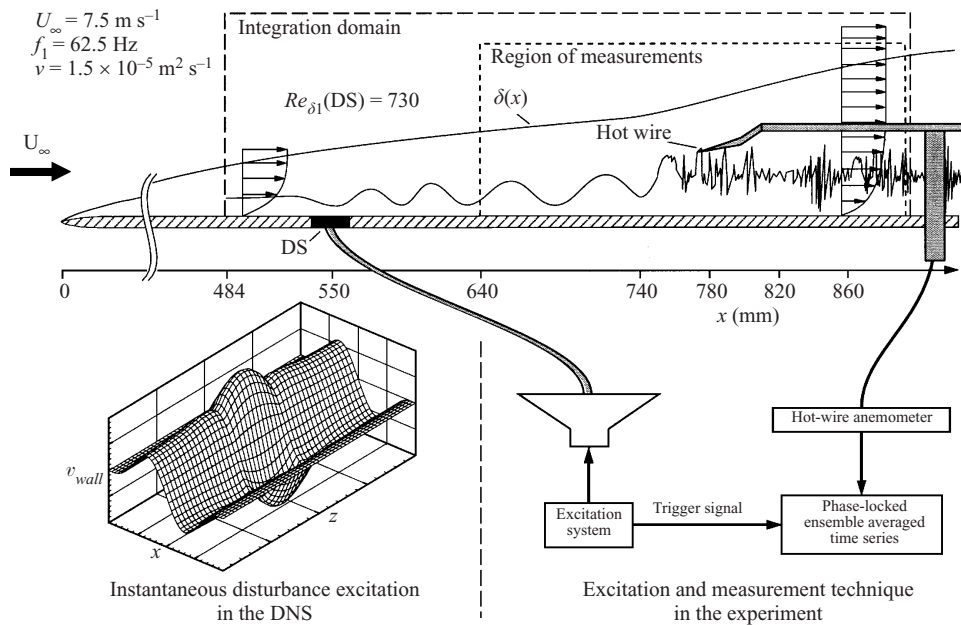 U∞ = 7.5 m s⁻¹
f₁ = 62.5 Hz
ν = 1.5 × 10⁻⁵ m² s⁻¹
Integration domain
Region of measurements
Re_δ1(DS) = 730
δ(x)
Hot wire
U∞
DS
0
484
550
640
740
780
820
860
x (mm)
v_wall
x
z
Hot-wire anemometer
Excitation
system
Trigger signal
Phase-locked
ensemble averaged
time series
Instantaneous disturbance excitation
in the DNS
Excitation and measurement technique
in the experiment